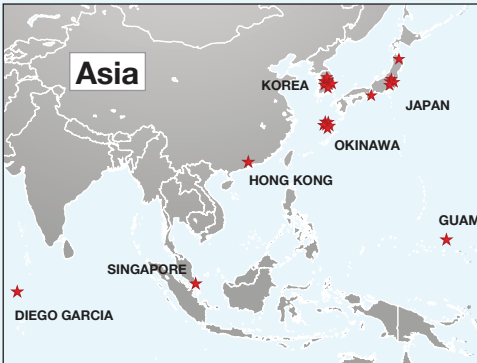 Asia
KOREA
JAPAN
OKINAWA
HONG KONG
GUAM
SINGAPORE
DIEGO GARCIA